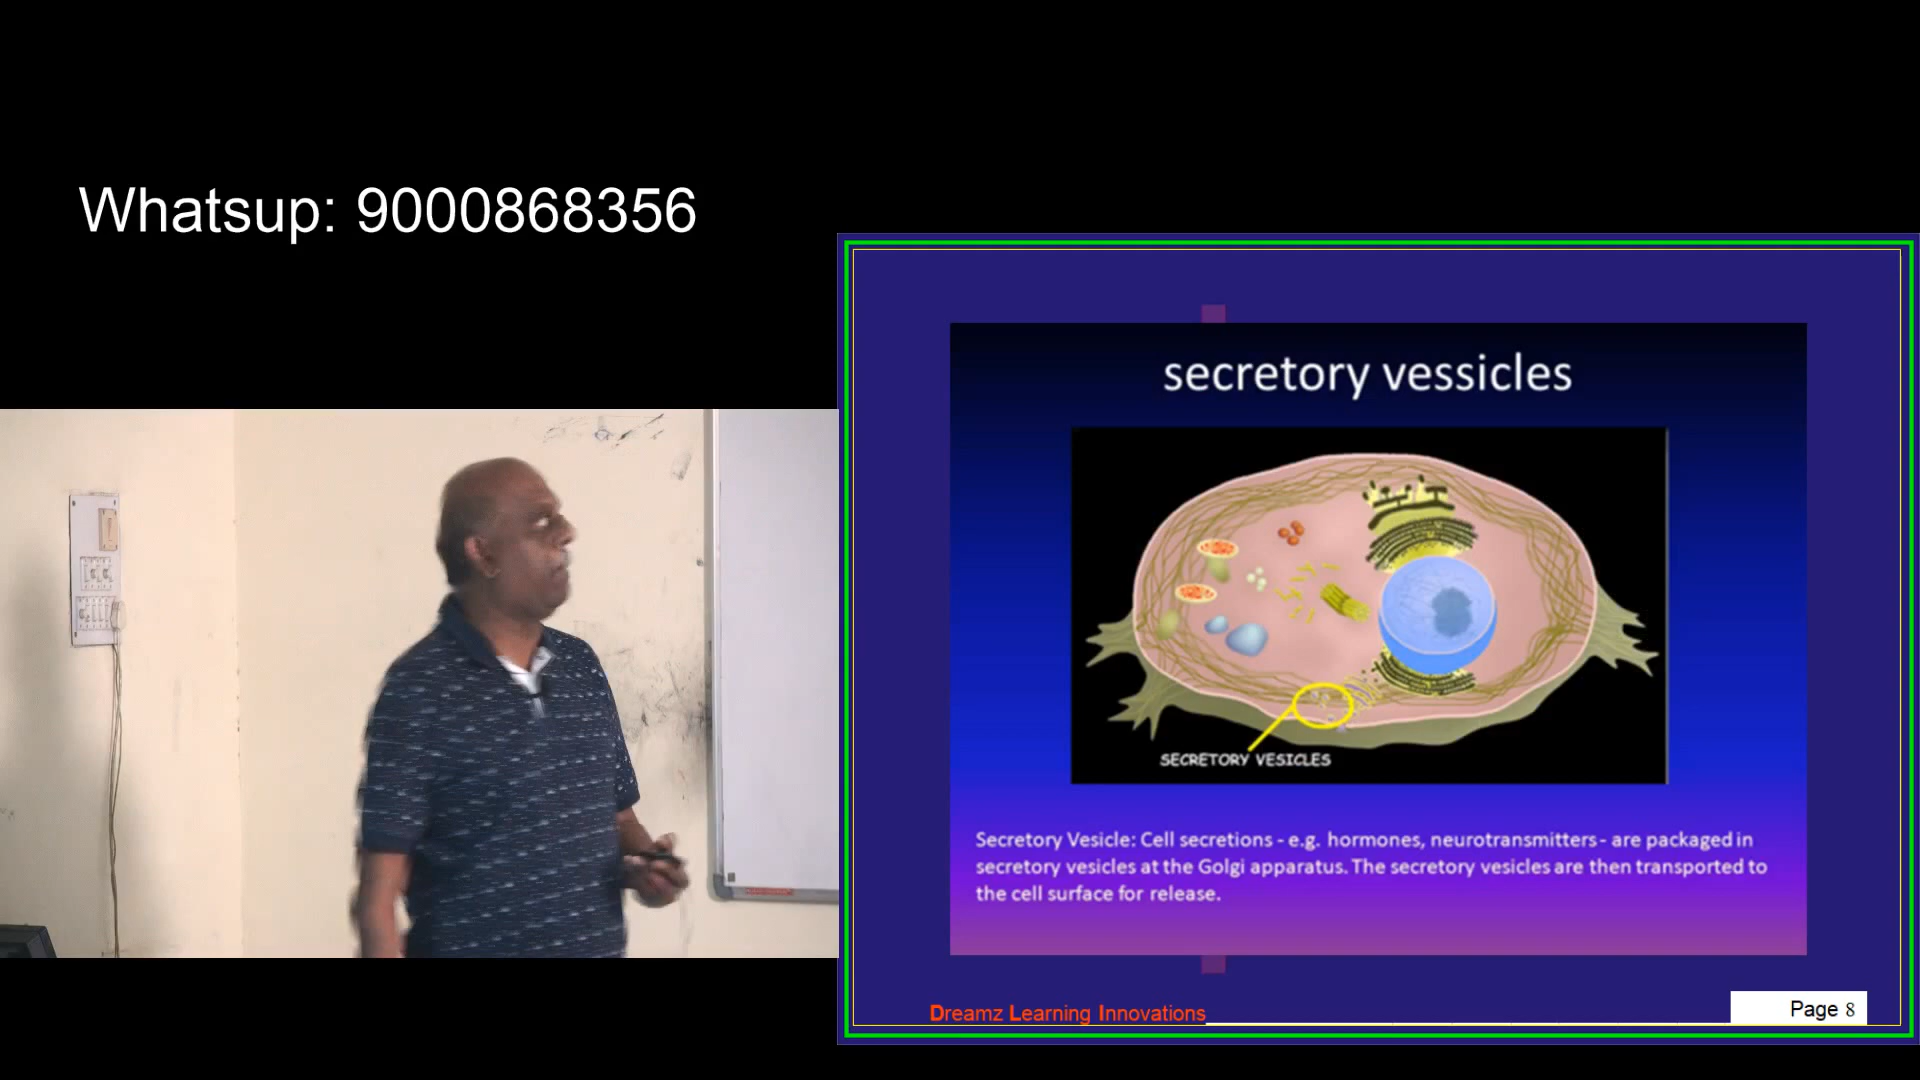 Whatsup: 9000868356
secretory vessicles
SECRETORY VESICLES
Secretory Vesicle: Cell secretions - e.g. hormones, neurotransmitters - are packaged in
secretory vesicles at the Golgi apparatus. The secretory vesicles are then transported to
the cell surface for release.
Dreamz Learning Innovations
Page 8